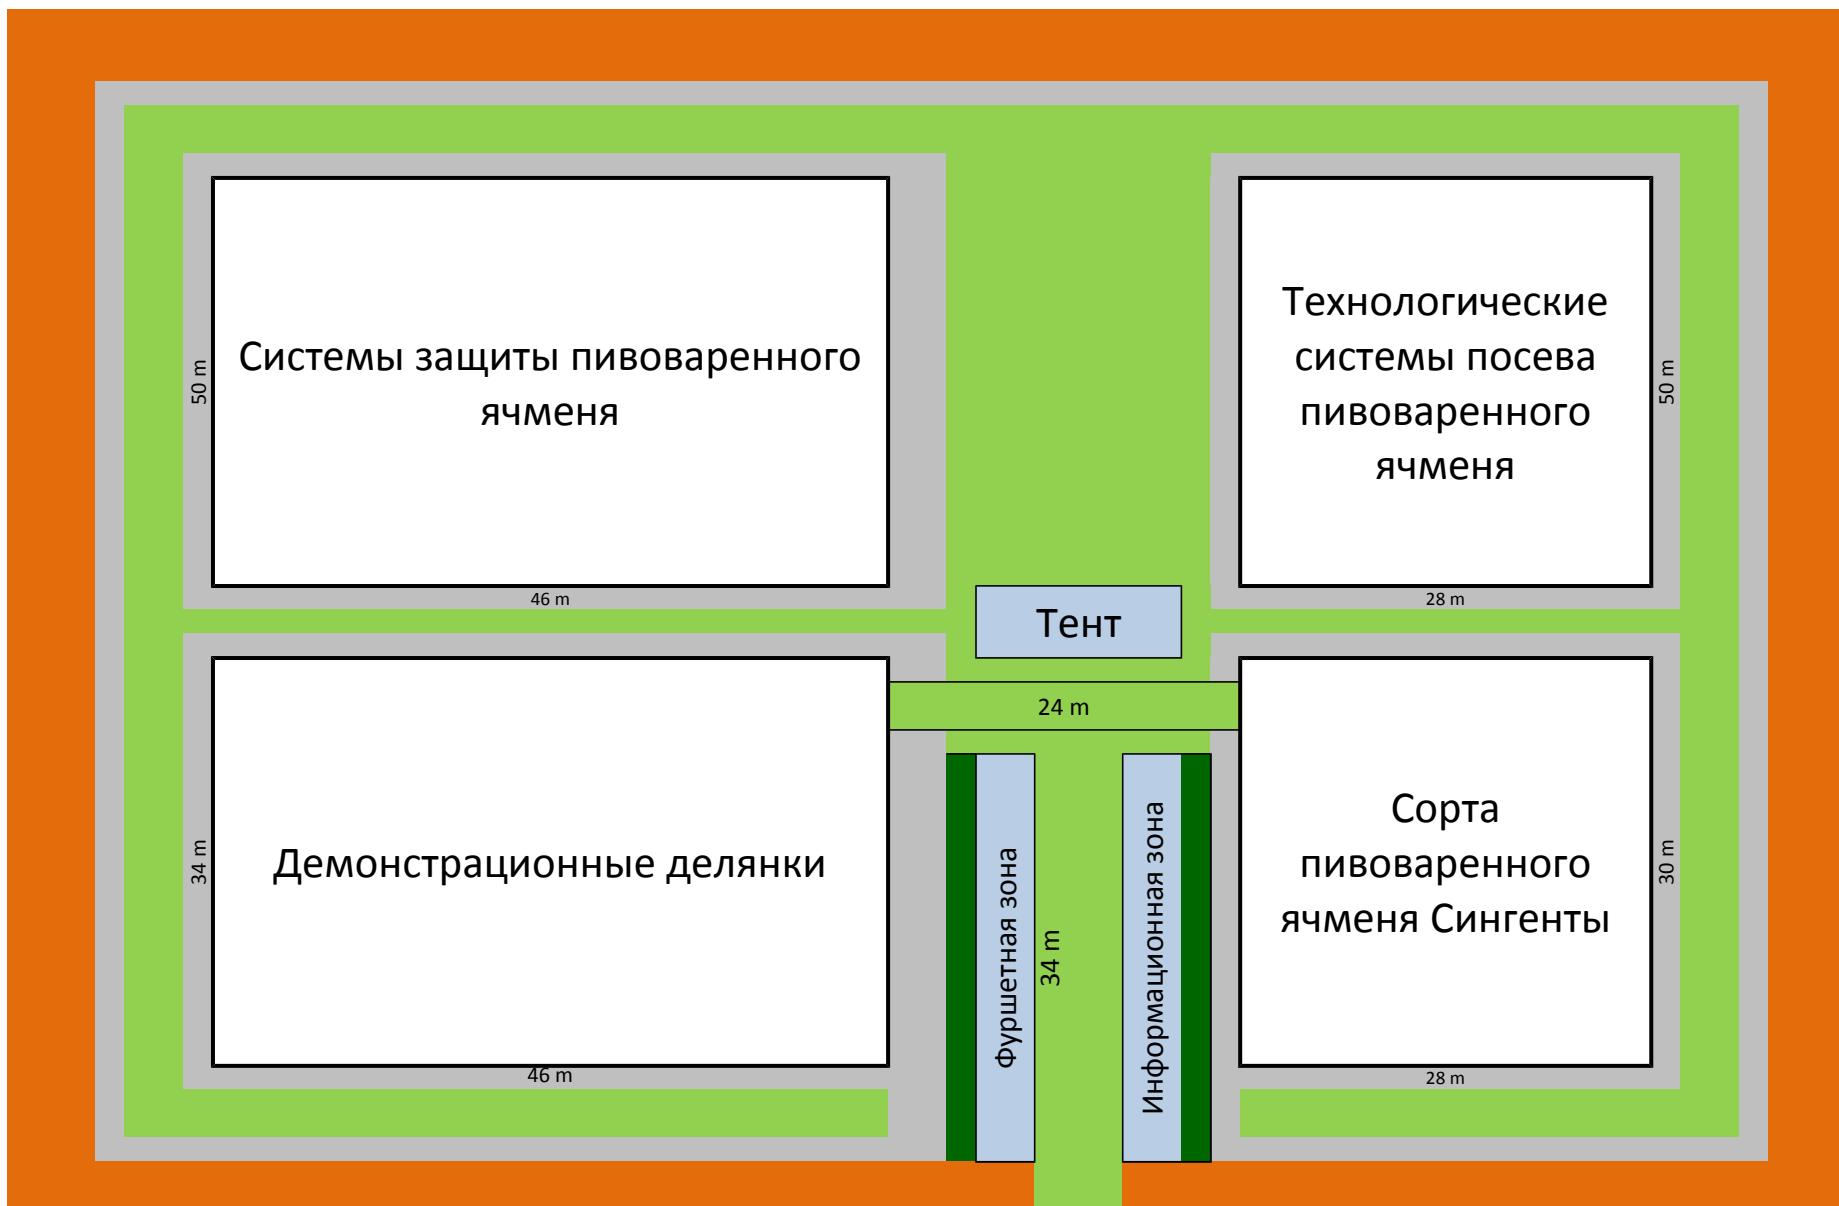 Системы защиты пивоваренного
ячменя
50 m
46 m
Технологические
системы посева
пивоваренного
ячменя
50 m
28 m
Тент
24 m
Демонстрационные делянки
34 m
46 m
Фуршетная зона
34 m
Информационная зона
Сорта
пивоваренного
ячменя Сингенты
30 m
28 m